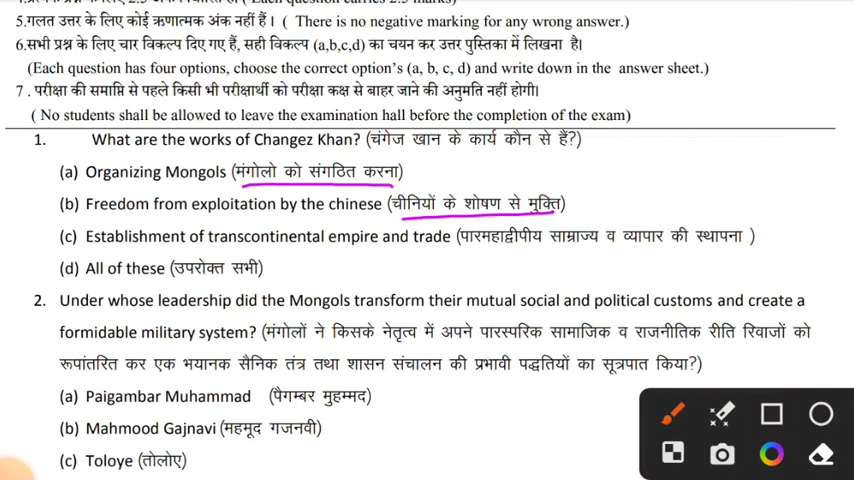 5.गलत उत्तर के लिए कोई ऋणात्मक अंक नहीं हैं। ( There is no negative marking for any wrong answer.)
6.सभी प्रश्न के लिए चार विकल्प दिए गए हैं, सही विकल्प (a,b,c,d) का चयन कर उत्तर पुस्तिका में लिखना है।
(Each question has four options, choose the correct option's (a, b, c, d) and write down in the answer sheet.)
7 . परीक्षा की समाप्ति से पहले किसी भी परीक्षार्थी को परीक्षा कक्ष से बाहर जाने की अनुमति नहीं होगी।
( No students shall be allowed to leave the examination hall before the completion of the exam)
1. What are the works of Changez Khan? (चंगेज खान के कार्य कौन से हैं?)
(a) Organizing Mongols (मंगोलो को संगठित करना)
(b) Freedom from exploitation by the chinese (चीनियों के शोषण से मुक्ति)
(c) Establishment of transcontinental empire and trade (पारमहाद्वीपीय साम्राज्य व व्यापार की स्थापना )
(d) All of these (उपरोक्त सभी)
2. Under whose leadership did the Mongols transform their mutual social and political customs and create a
formidable military system? (मंगोलों ने किसके नेतृत्व में अपने पारस्परिक सामाजिक व राजनीतिक रीति रिवाजों को
रूपांतरित कर एक भयानक सैनिक तंत्र तथा शासन संचालन की प्रभावी पद्धतियों का सूत्रपात किया?)
(a) Paigambar Muhammad (पैगम्बर मुहम्मद)
(b) Mahmood Gajnavi (महमूद गजनवी)
(c) Toloye (तोलोए)